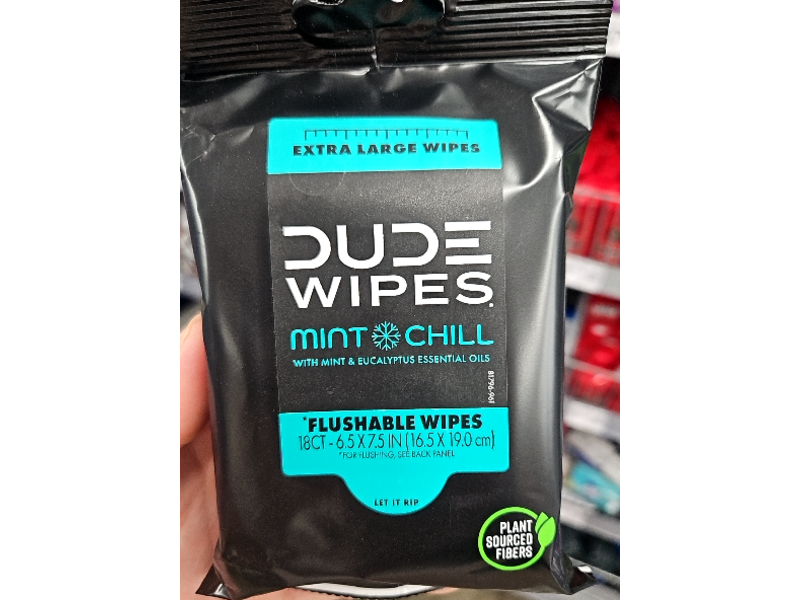 EXTRA LARGE WIPES
DUDE
WIPES.
MINT CHILL
WITH MINT & EUCALYPTUS ESSENTIAL OILS
*FLUSHABLE WIPES
18CT - 6.5 X 7.5 IN (16.5 X 19.0 cm)
*FOR FLUSHING, SEE BACK PANEL
LET IT RIP
PLANT
SOURCED
FIBERS